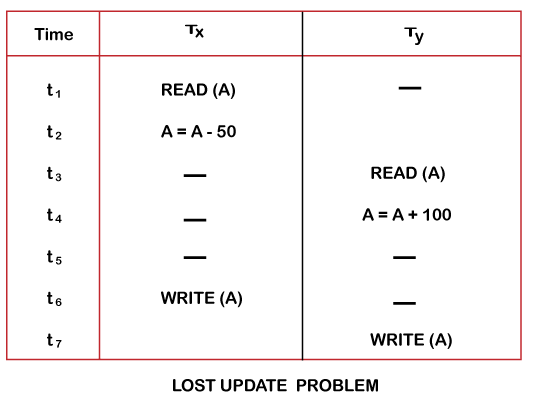 Time Tx Ty
t1 READ (A) —
t2 A = A - 50
t3 — READ (A)
t4 — A = A + 100
t5 — —
t6 WRITE (A) —
t7 WRITE (A)
LOST UPDATE PROBLEM